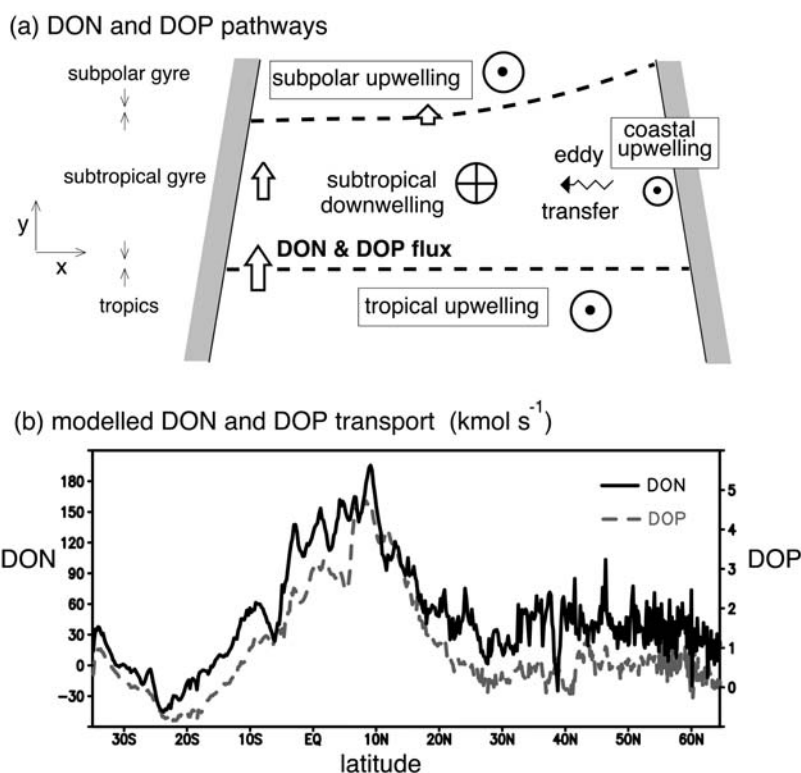 (a) DON and DOP pathways
subpolar gyre
subpolar upwelling
coastal
upwelling
eddy
transfer
subtropical gyre
subtropical
downwelling
y
x
DON & DOP flux
tropics
tropical upwelling
(b) modelled DON and DOP transport (kmol s⁻¹)
180
150
120
90
60
30
0
−30
DON
DON
DOP
5
4
3
2
1
0
DOP
30S 20S 10S EQ 10N 20N 30N 40N 50N 60N
latitude